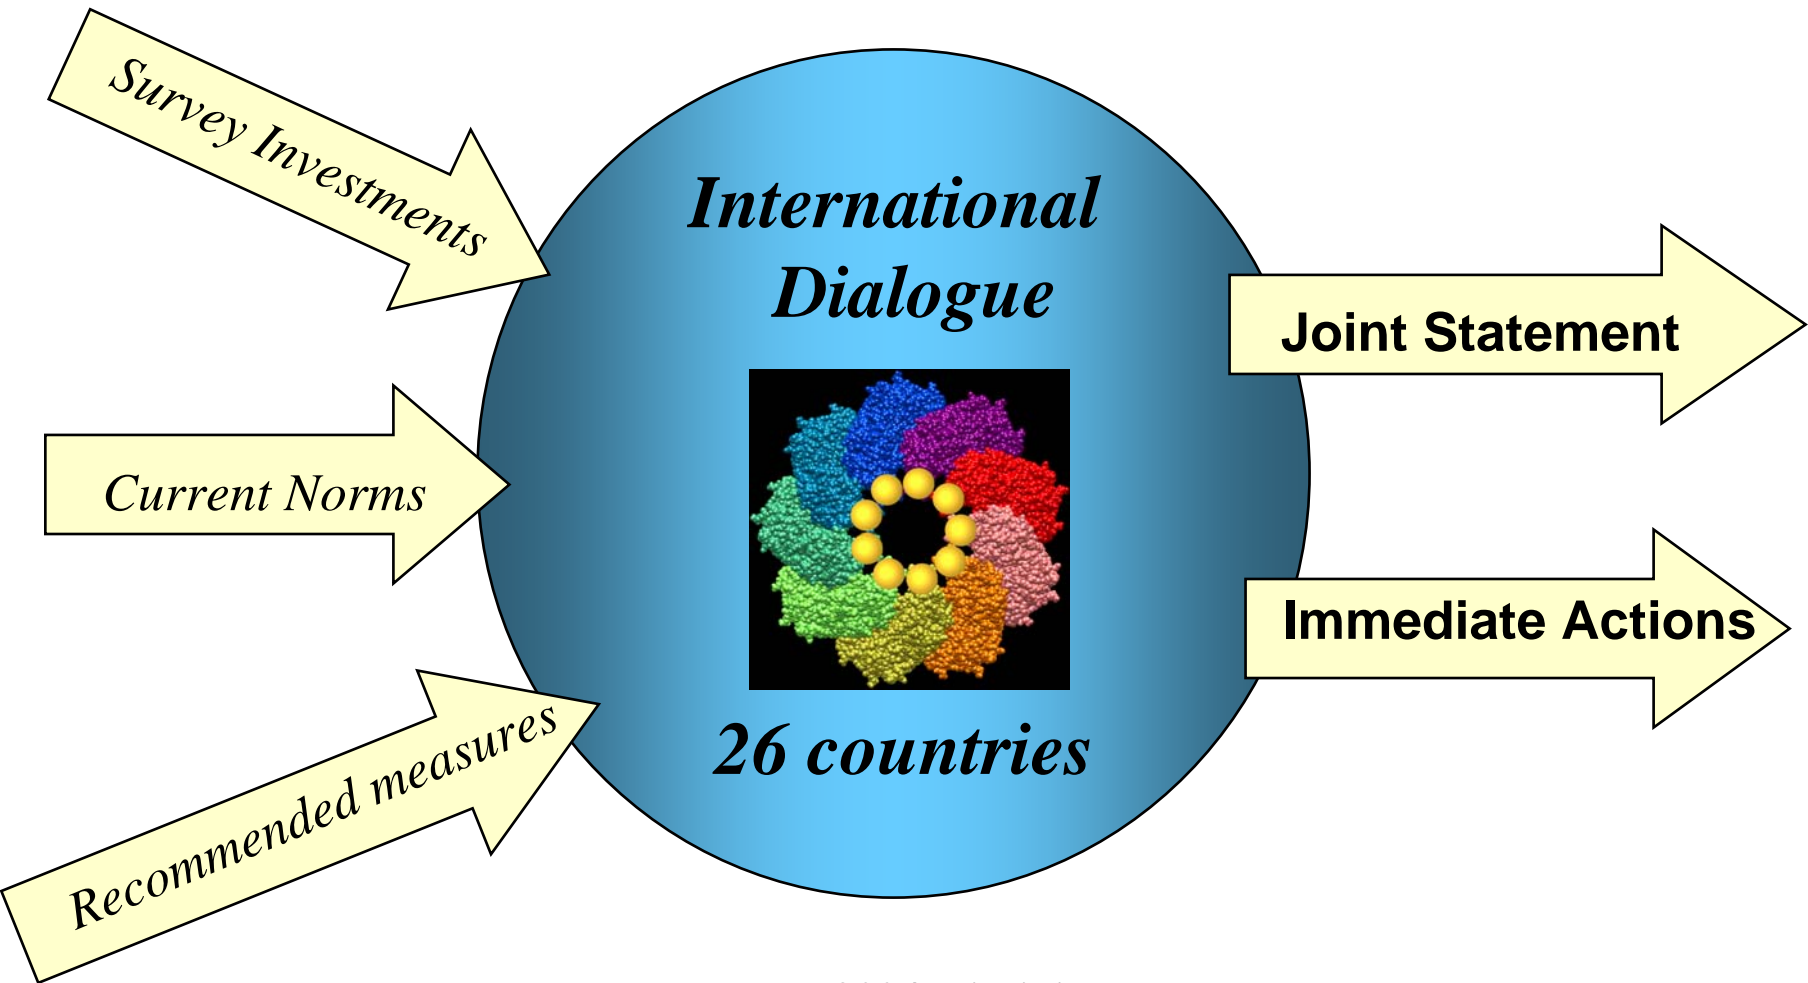 Survey Investments
Current Norms
Recommended measures
International
Dialogue
26 countries
Joint Statement
Immediate Actions